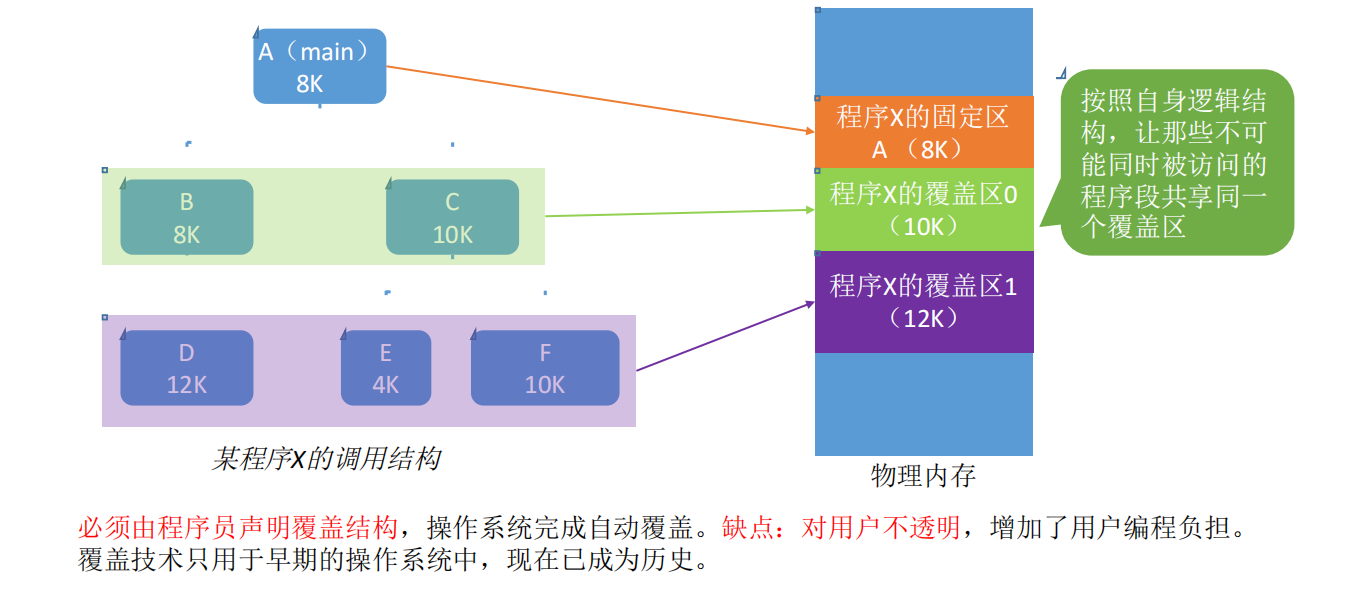 A（main）
8K
B
8K
C
10K
D
12K
E
4K
F
10K
某程序X的调用结构
程序X的固定区
A （8K）
程序X的覆盖区0
（10K）
程序X的覆盖区1
（12K）
物理内存
按照自身逻辑结
构，让那些不可
能同时被访问的
程序段共享同一
个覆盖区
必须由程序员声明覆盖结构，操作系统完成自动覆盖。缺点：对用户不透明，增加了用户编程负担。
覆盖技术只用于早期的操作系统中，现在已成为历史。